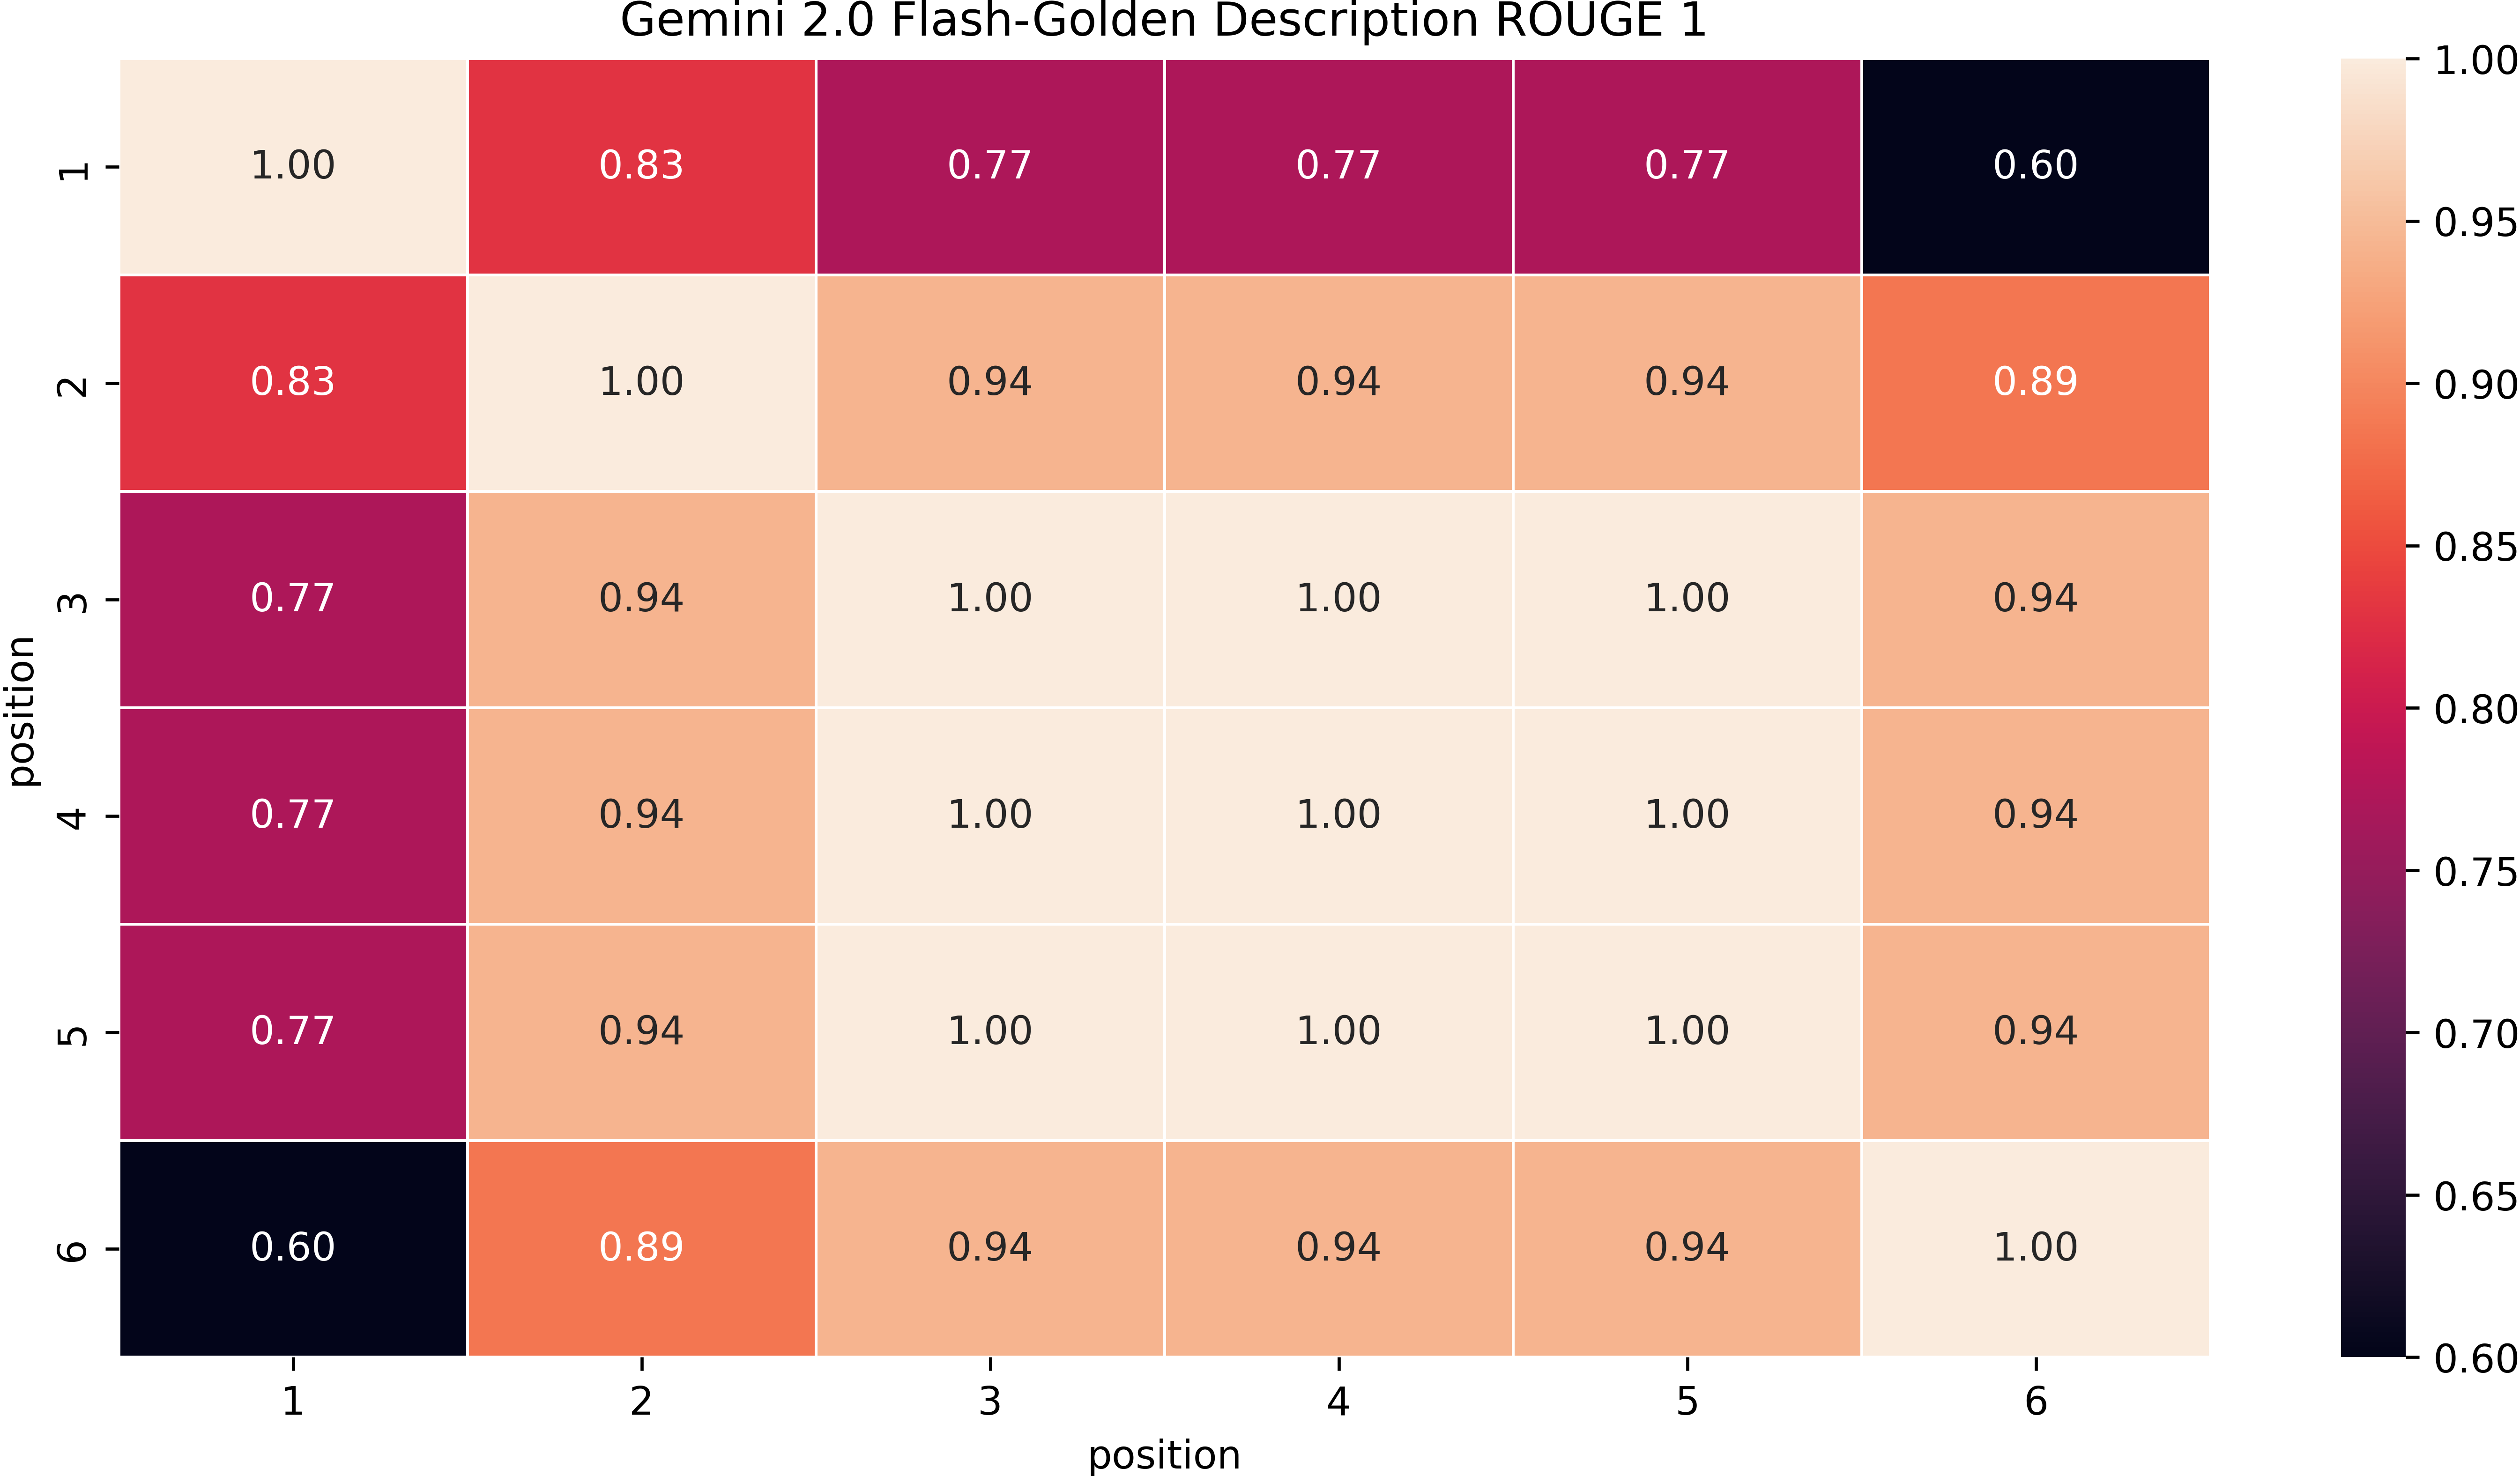 Gemini 2.0 Flash-Golden Description ROUGE 1
1 1.00 0.83 0.77 0.77 0.77 0.60
2 0.83 1.00 0.94 0.94 0.94 0.89
3 0.77 0.94 1.00 1.00 1.00 0.94
4 0.77 0.94 1.00 1.00 1.00 0.94
5 0.77 0.94 1.00 1.00 1.00 0.94
6 0.60 0.89 0.94 0.94 0.94 1.00
position
1 2 3 4 5 6
position
1.00
0.95
0.90
0.85
0.80
0.75
0.70
0.65
0.60